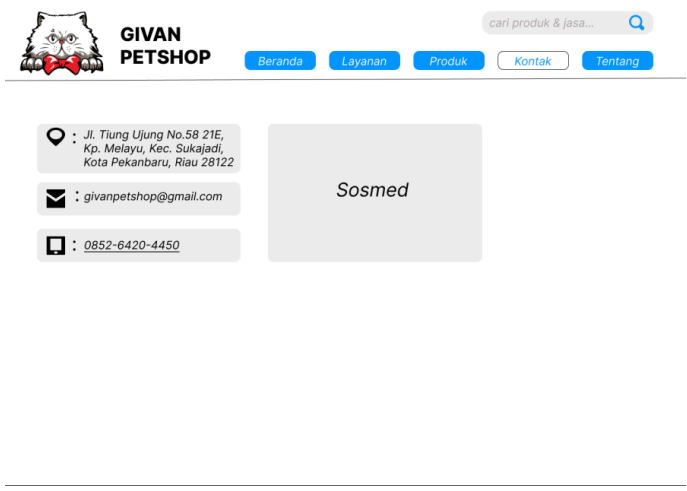 GIVAN
PETSHOP
cari produk & jasa...
Beranda
Layanan
Produk
Kontak
Tentang
: Jl. Tiung Ujung No.58 21E,
Kp. Melayu, Kec. Sukajadi,
Kota Pekanbaru, Riau 28122
: givanpetshop@gmail.com
: 0852-6420-4450
Sosmed